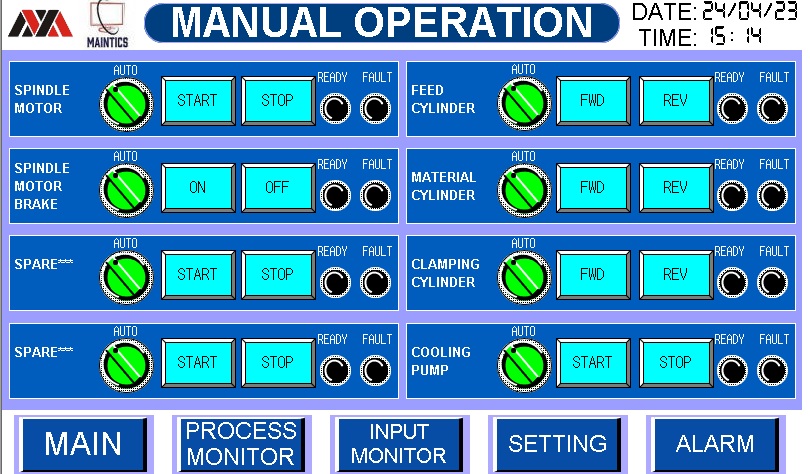 MAINTICS
MANUAL OPERATION
DATE: 24/04/23
TIME: 15:14
SPINDLE
MOTOR
AUTO
START
STOP
READY
FAULT
FEED
CYLINDER
AUTO
FWD
REV
READY
FAULT
SPINDLE
MOTOR
BRAKE
AUTO
ON
OFF
READY
FAULT
MATERIAL
CYLINDER
AUTO
FWD
REV
READY
FAULT
SPARE***
AUTO
START
STOP
READY
FAULT
CLAMPING
CYLINDER
AUTO
FWD
REV
READY
FAULT
SPARE***
AUTO
START
STOP
READY
FAULT
COOLING
PUMP
AUTO
START
STOP
READY
FAULT
MAIN
PROCESS
MONITOR
INPUT
MONITOR
SETTING
ALARM